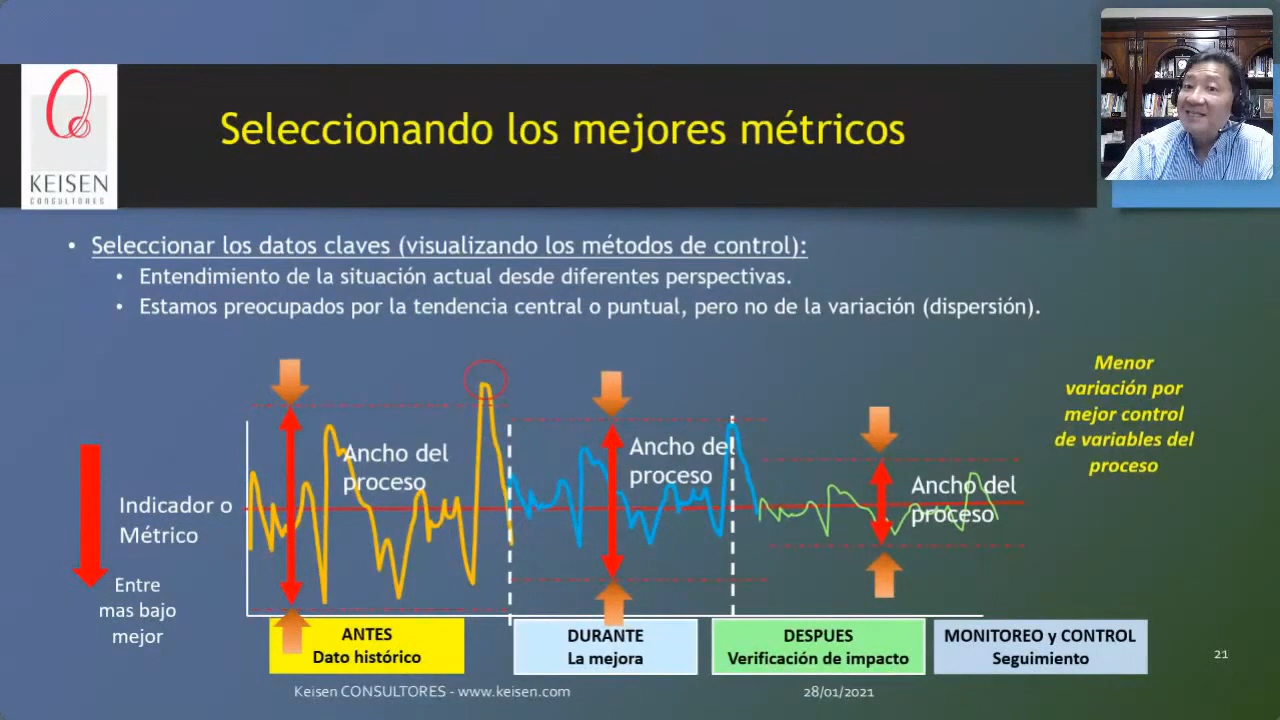 Seleccionando los mejores métricos
KEISEN
CONSULTORES
• Seleccionar los datos claves (visualizando los métodos de control):
• Entendimiento de la situación actual desde diferentes perspectivas.
• Estamos preocupados por la tendencia central o puntual, pero no de la variación (dispersión).
Menor
variación por
mejor control
de variables del
proceso
Ancho del
proceso
Ancho del
proceso
Ancho del
proceso
Indicador o
Métrico
Entre
mas bajo
mejor
ANTES
Dato histórico
DURANTE
La mejora
DESPUES
Verificación de impacto
MONITOREO y CONTROL
Seguimiento
21
Keisen CONSULTORES - www.keisen.com
28/01/2021